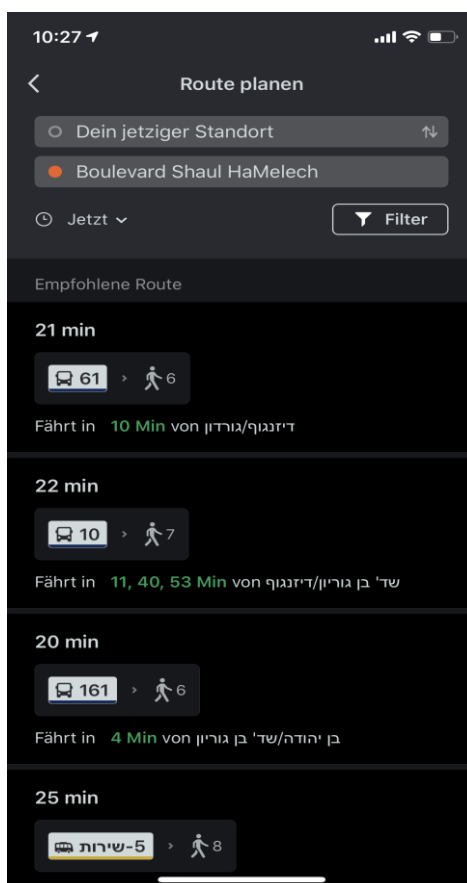 10:27
Route planen
Dein jetziger Standort
Boulevard Shaul HaMelech
Jetzt
Filter
Empfohlene Route
21 min
61 > 6
Fährt in 10 Min von דיזנגוף/גורדון
22 min
10 > 7
Fährt in 11, 40, 53 Min von שד' בן גוריון/דיזנגוף
20 min
161 > 6
Fährt in 4 Min von בן יהודה/שד' בן גוריון
25 min
5-שירות > 8